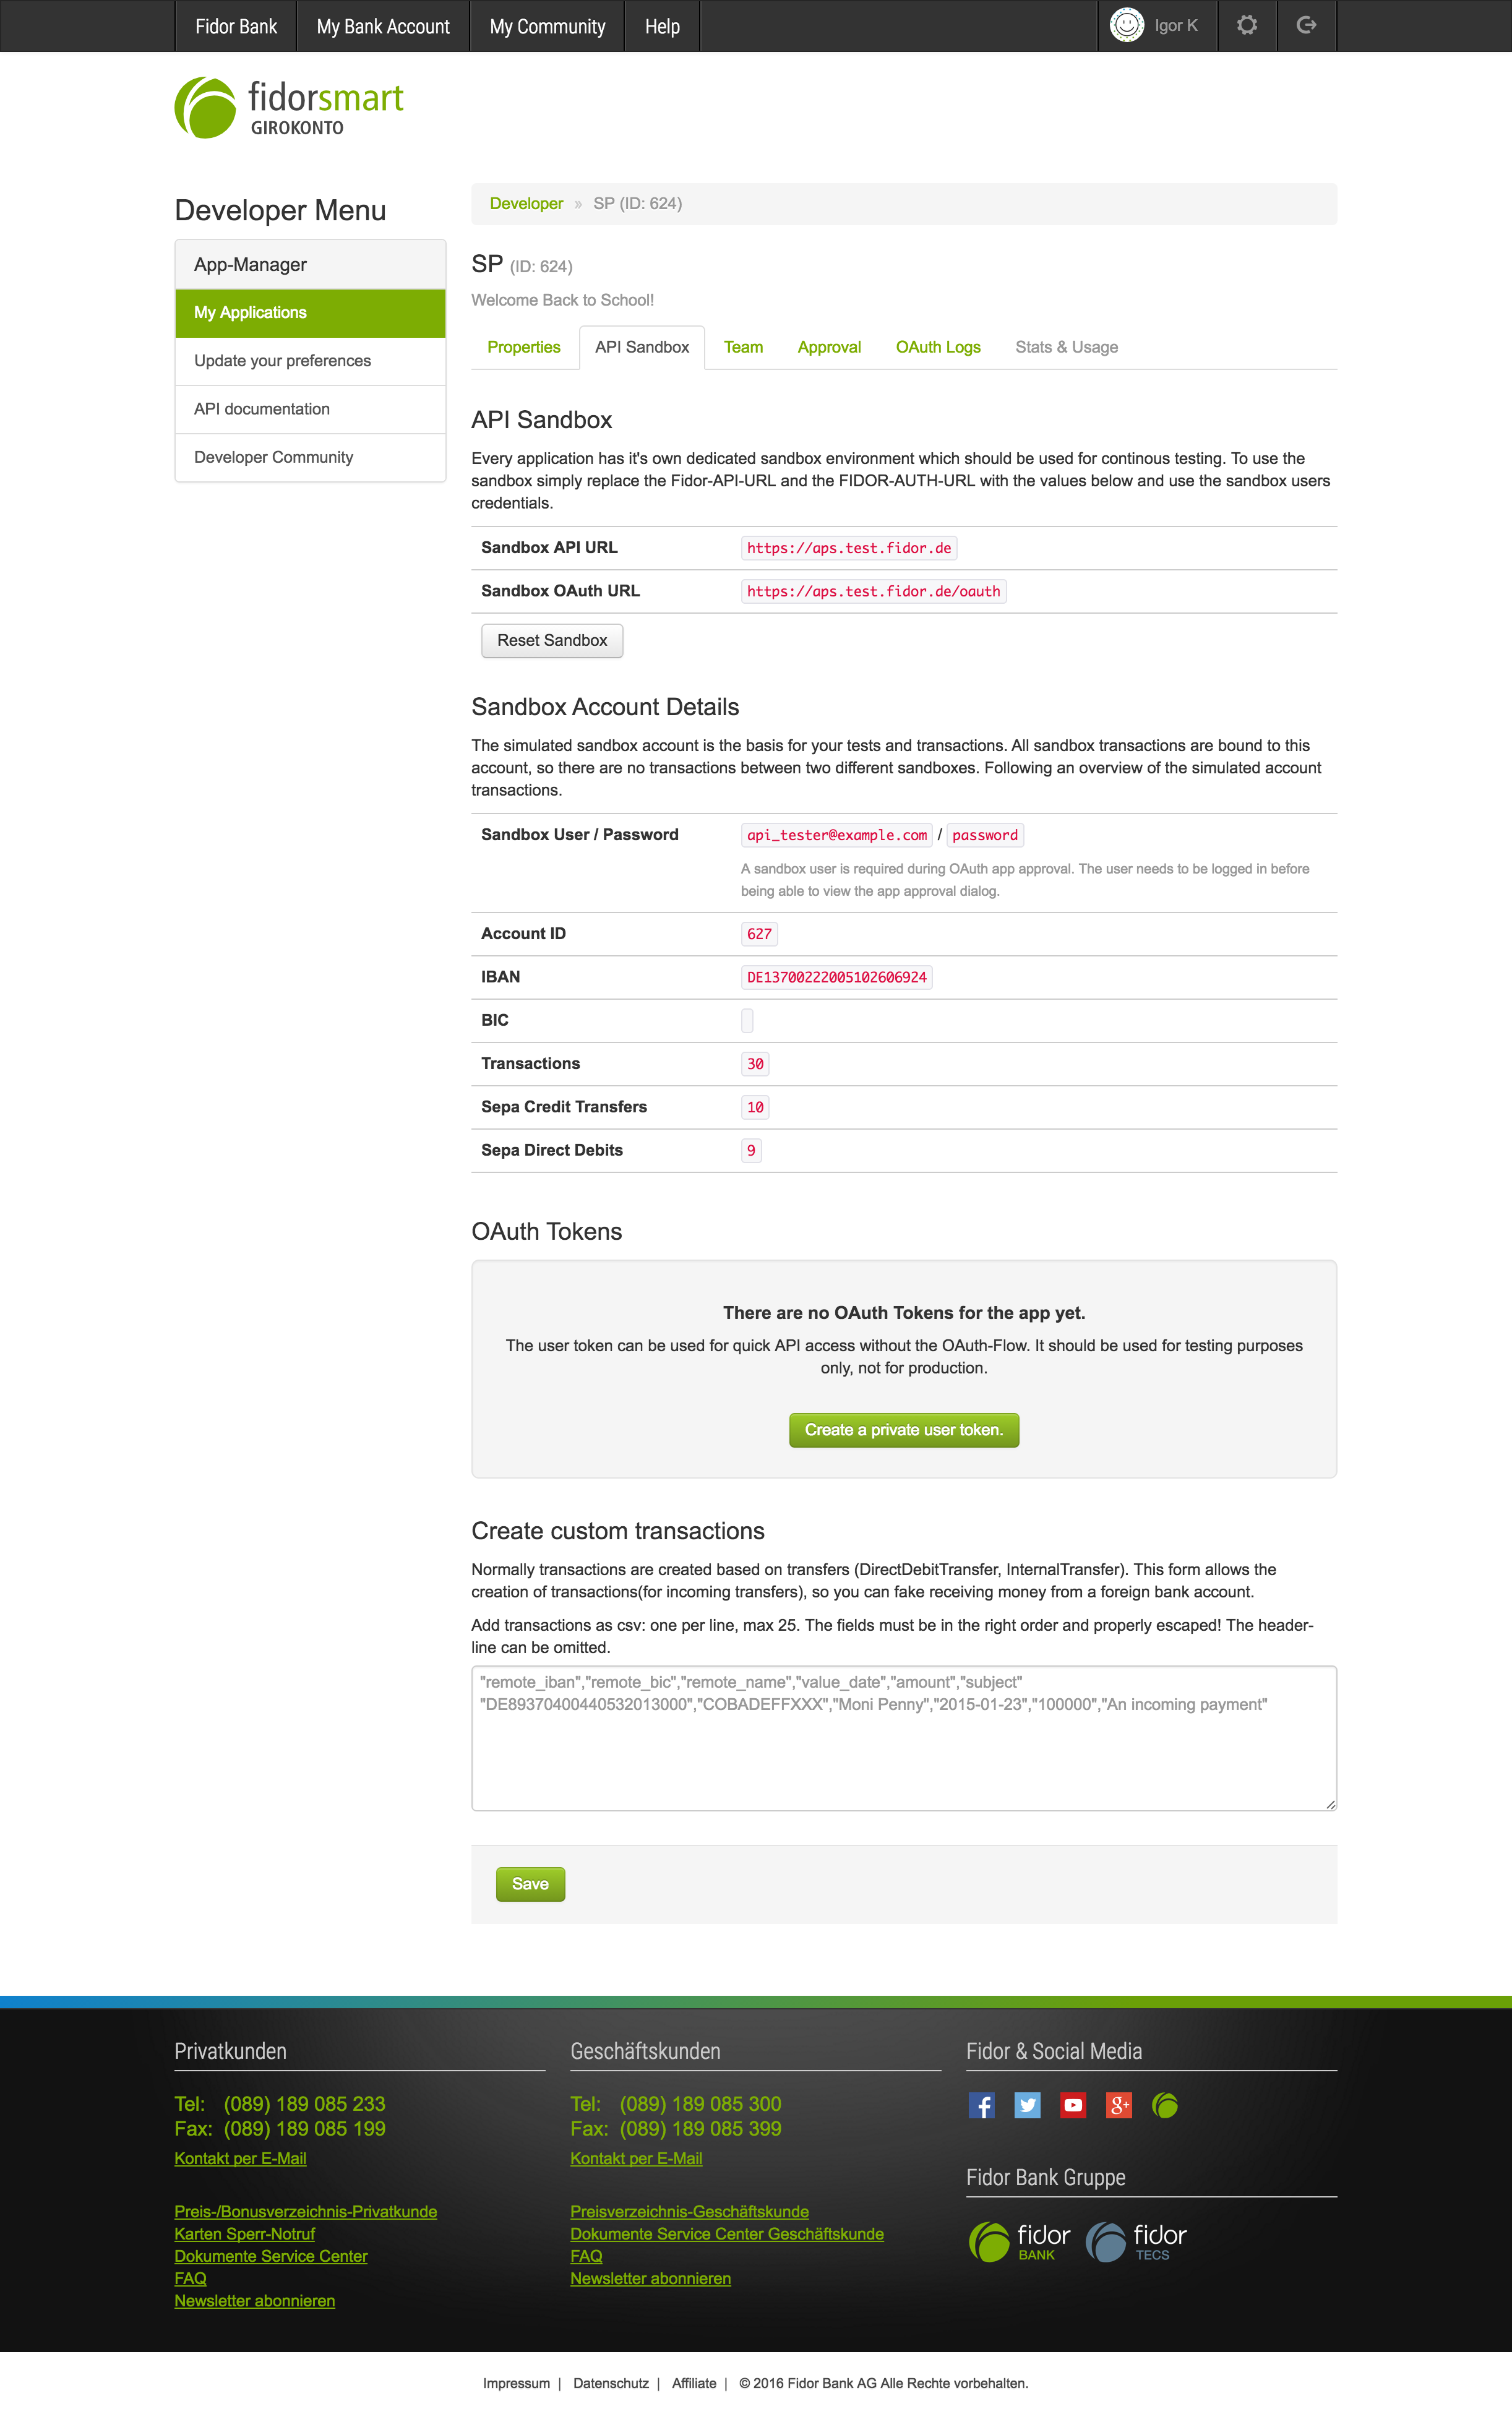 Fidor Bank My Bank Account My Community Help Igor K
fidorsmart
GIROKONTO
Developer Menu
App-Manager
My Applications
Update your preferences
API documentation
Developer Community
Developer » SP (ID: 624)
SP (ID: 624)
Welcome Back to School!
Properties API Sandbox Team Approval OAuth Logs Stats & Usage
API Sandbox
Every application has it's own dedicated sandbox environment which should be used for continous testing. To use the
sandbox simply replace the Fidor-API-URL and the FIDOR-AUTH-URL with the values below and use the sandbox users
credentials.
Sandbox API URL https://aps.test.fidor.de
Sandbox OAuth URL https://aps.test.fidor.de/oauth
Reset Sandbox
Sandbox Account Details
The simulated sandbox account is the basis for your tests and transactions. All sandbox transactions are bound to this
account, so there are no transactions between two different sandboxes. Following an overview of the simulated account
transactions.
Sandbox User / Password api_tester@example.com / password
A sandbox user is required during OAuth app approval. The user needs to be logged in before
being able to view the app approval dialog.
Account ID 627
IBAN DE13700222005102606924
BIC
Transactions 30
Sepa Credit Transfers 10
Sepa Direct Debits 9
OAuth Tokens
There are no OAuth Tokens for the app yet.
The user token can be used for quick API access without the OAuth-Flow. It should be used for testing purposes
only, not for production.
Create a private user token.
Create custom transactions
Normally transactions are created based on transfers (DirectDebitTransfer, InternalTransfer). This form allows the
creation of transactions(for incoming transfers), so you can fake receiving money from a foreign bank account.
Add transactions as csv: one per line, max 25. The fields must be in the right order and properly escaped! The header-
line can be omitted.
"remote_iban","remote_bic","remote_name","value_date","amount","subject"
"DE89370400440532013000","COBADEFFXXX","Moni Penny","2015-01-23","100000","An incoming payment"
Save
Privatkunden
Tel: (089) 189 085 233
Fax: (089) 189 085 199
Kontakt per E-Mail
Preis-/Bonusverzeichnis-Privatkunde
Karten Sperr-Notruf
Dokumente Service Center
FAQ
Newsletter abonnieren
Geschäftskunden
Tel: (089) 189 085 300
Fax: (089) 189 085 399
Kontakt per E-Mail
Preisverzeichnis-Geschäftskunde
Dokumente Service Center Geschäftskunde
FAQ
Newsletter abonnieren
Fidor & Social Media
Fidor Bank Gruppe
fidor BANK
fidor TECS
Impressum | Datenschutz | Affiliate | © 2016 Fidor Bank AG Alle Rechte vorbehalten.